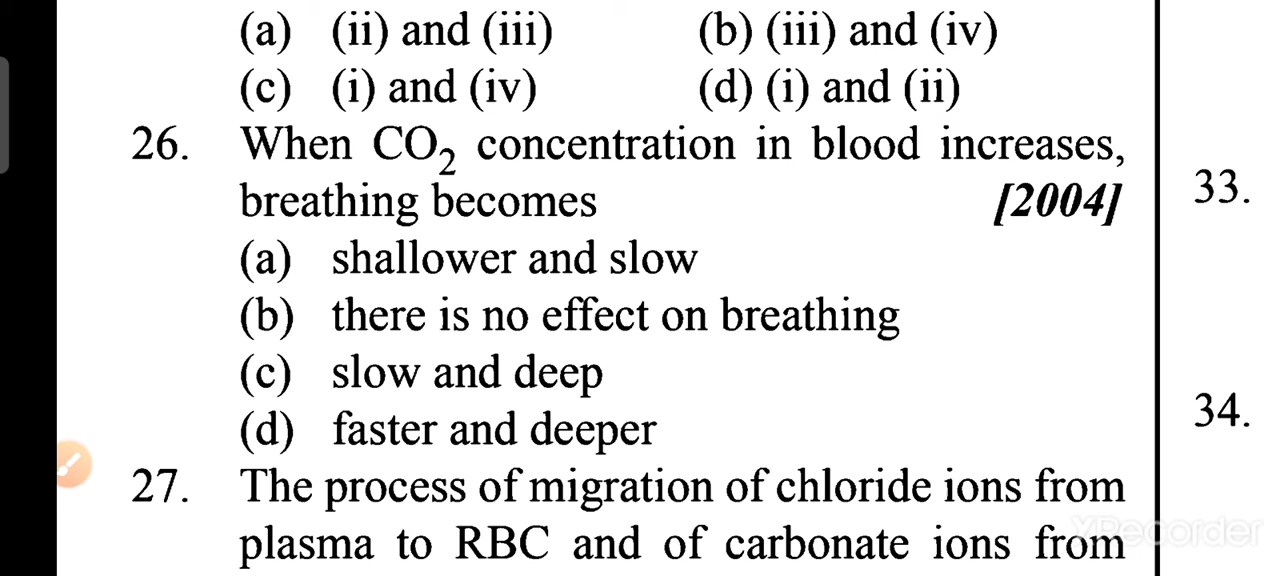 (a) (ii) and (iii) (b) (iii) and (iv)
(c) (i) and (iv) (d) (i) and (ii)
26. When CO₂ concentration in blood increases,
breathing becomes [2004]
(a) shallower and slow
(b) there is no effect on breathing
(c) slow and deep
(d) faster and deeper
27. The process of migration of chloride ions from
plasma to RBC and of carbonate ions from
33.
34.
XRecorder